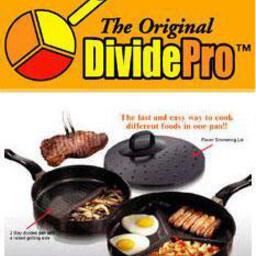 The Original
DividePro™
The fast and easy way to cook
different foods in one pan!!